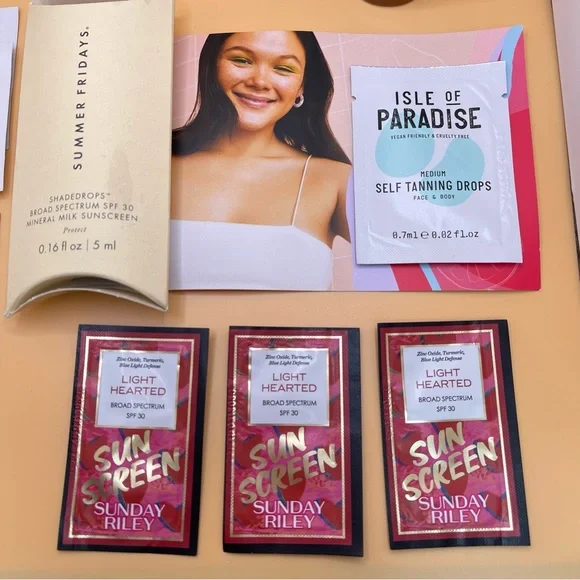 SUMMER FRIDAYS®
SHADEDROPS™
BROAD SPECTRUM SPF 30
MINERAL MILK SUNSCREEN
Protect
0.16 fl oz | 5 ml
ISLE OF
PARADISE
VEGAN FRIENDLY & CRUELTY FREE
MEDIUM
SELF TANNING DROPS
FACE & BODY
0.7ml e 0.02 fl.oz
Zinc Oxide, Turmeric,
Blue Light Defense
LIGHT
HEARTED
BROAD SPECTRUM
SPF 30
SUN
SCREEN
SUNDAY
RILEY
Zinc Oxide, Turmeric,
Blue Light Defense
LIGHT
HEARTED
BROAD SPECTRUM
SPF 30
SUN
SCREEN
SUNDAY
RILEY
Zinc Oxide, Turmeric,
Blue Light Defense
LIGHT
HEARTED
BROAD SPECTRUM
SPF 30
SUN
SCREEN
SUNDAY
RILEY